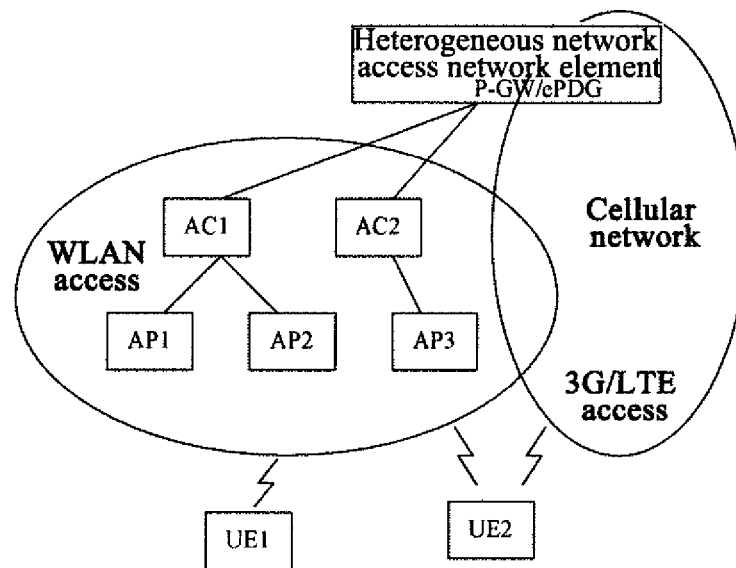 Heterogeneous network
access network element
P-GW/ePDG
AC1
AC2
Cellular
network
WLAN
access
AP1
AP2
AP3
3G/LTE
access
UE1
UE2